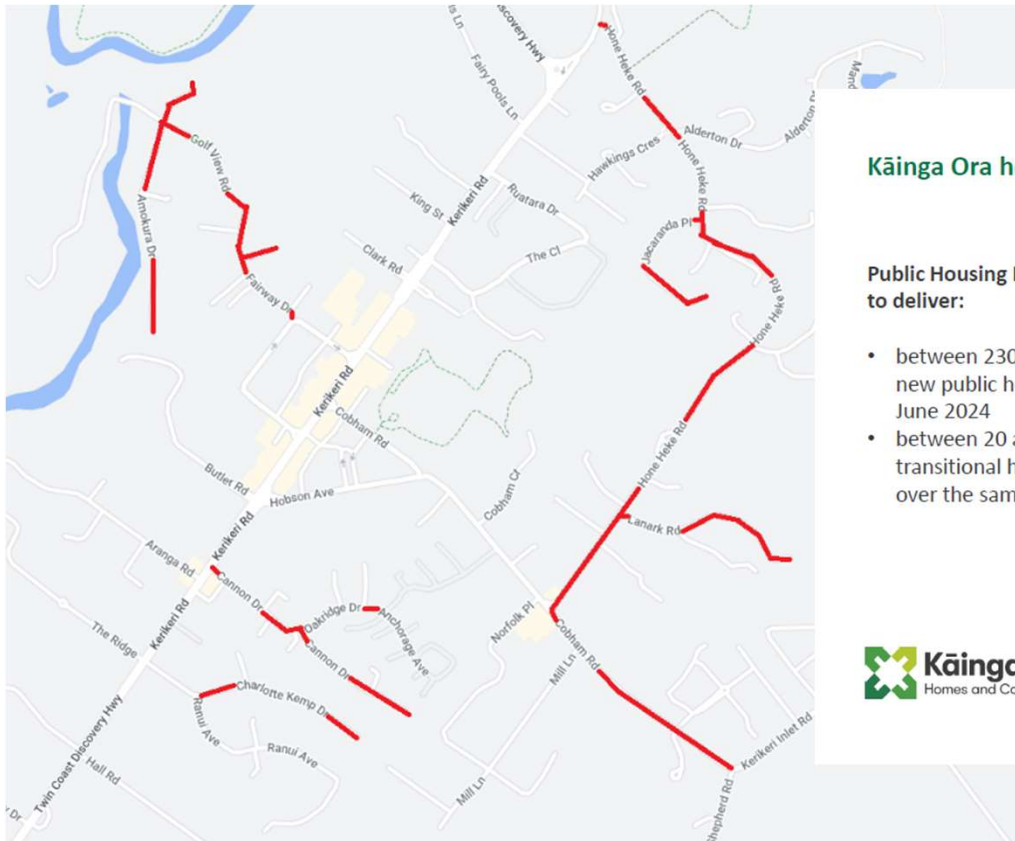 Pools Ln
Discovery Hwy
Fairy Pools Ln
Hone Heke Rd
Alderton Dr
Alderton
Hawkings Cres
Hone Heke Rd
Golf View Rd
Kerikeri Rd
King St
Ruatara Dr
Jacaranda Pl
Amokura Dr
Clark Rd
The Cl
Fairway Dr
Hone Heke Rd
Kerikeri Rd
Cobham Rd
Hone Heke Rd
Butler Rd
Hobson Ave
Cobham Ct
Kerikeri Rd
Lanark Rd
Aranga Rd
Cannon Dr
Oakridge Dr
Anchorage Ave
Norfolk Pl
Cobham Rd
Kerikeri Rd
The Ridge
Cannon Dr
Mill Ln
Charlotte Kemp Dr
Ranui Ave
Ranui Ave
Kerikeri Inlet Rd
Twin Coast Discovery Hwy
Hall Rd
Mill Ln
Shepherd Rd
Dr
Kāinga Ora h
Public Housing
to deliver:
• between 230
new public h
June 2024
• between 20
transitional h
over the sam
Kāinga
Homes and Co